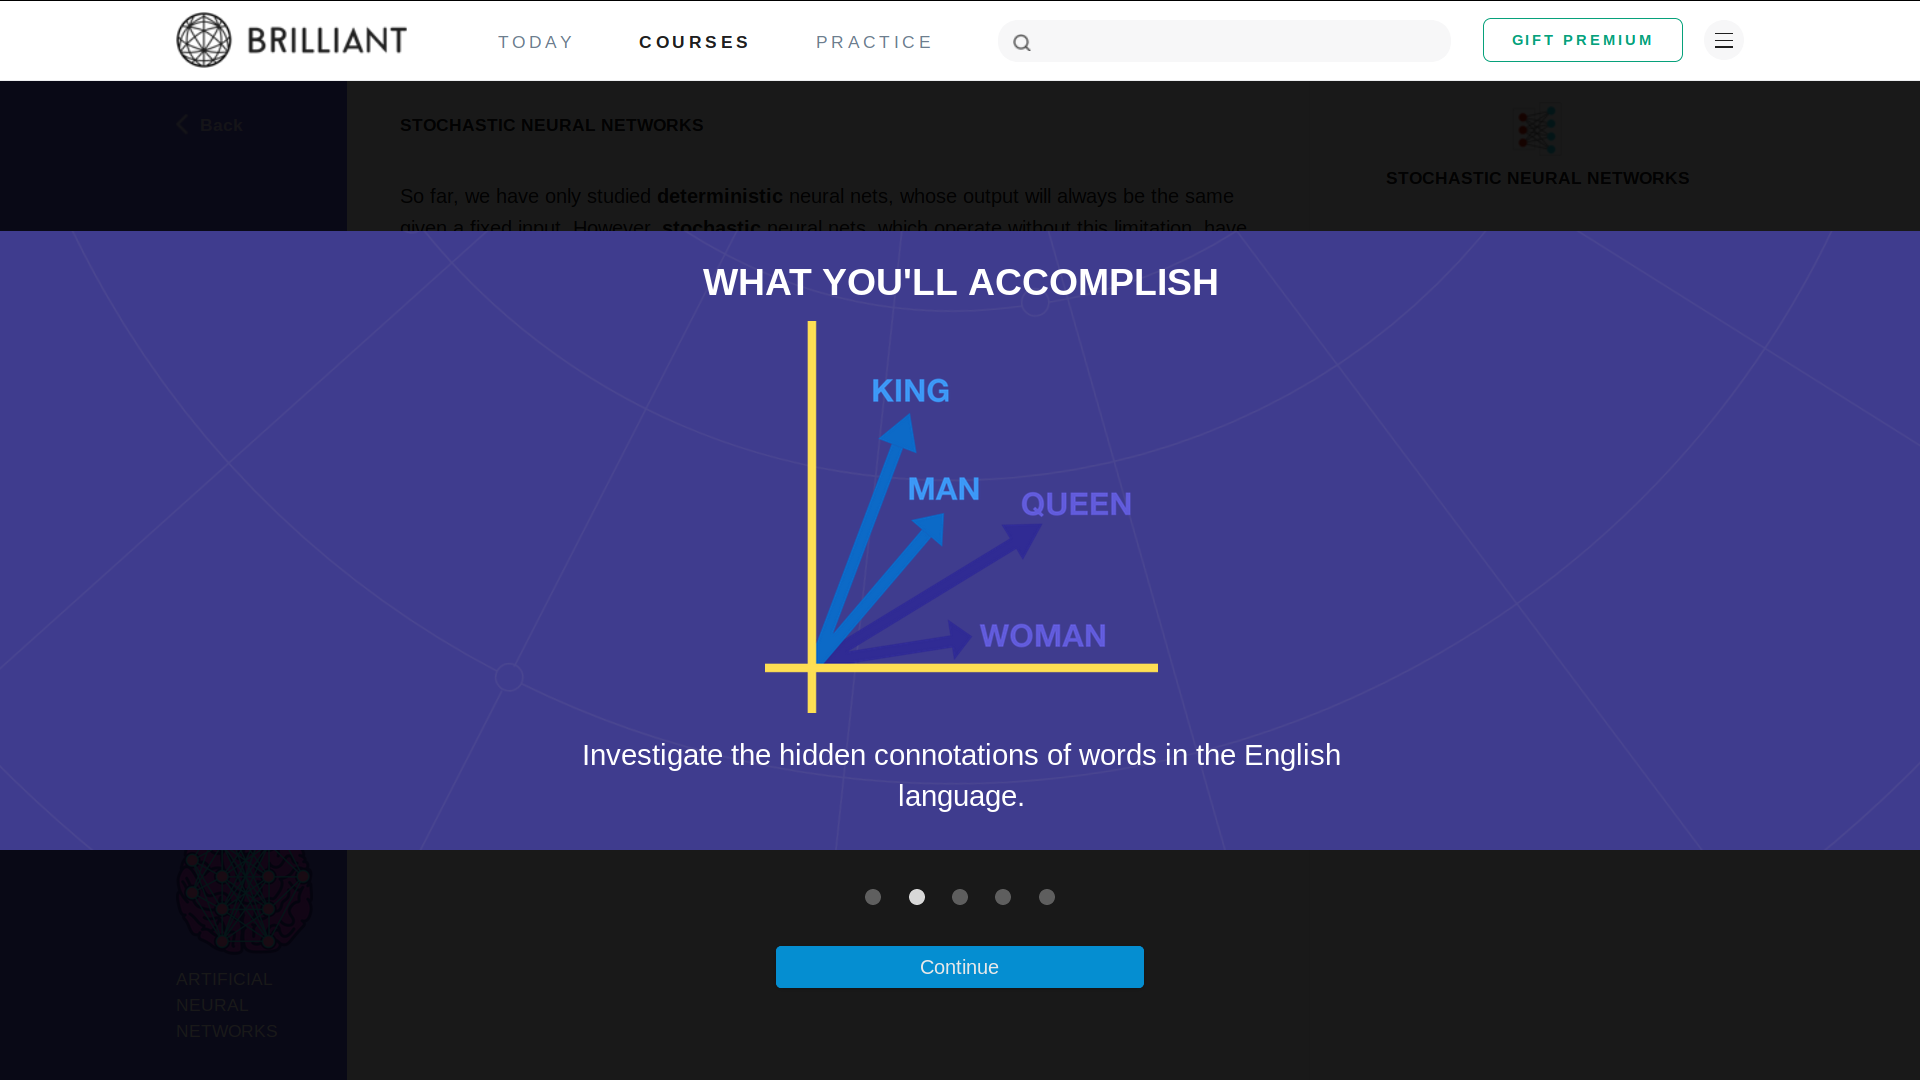 BRILLIANT
TODAY
COURSES
PRACTICE
GIFT PREMIUM
Back
STOCHASTIC NEURAL NETWORKS
So far, we have only studied deterministic neural nets, whose output will always be the same
given a fixed input. However, stochastic neural nets, which operate without this limitation, have
STOCHASTIC NEURAL NETWORKS
WHAT YOU'LL ACCOMPLISH
KING
MAN
QUEEN
WOMAN
Investigate the hidden connotations of words in the English
language.
Continue
ARTIFICIAL
NEURAL
NETWORKS